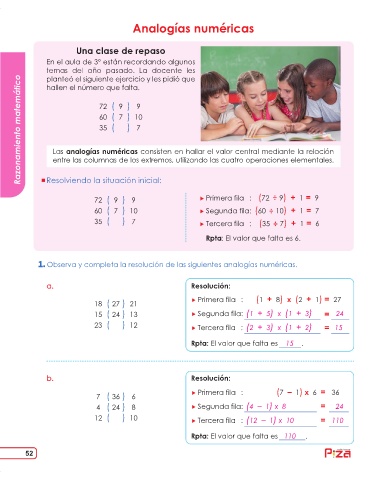 Analogías numéricas
Razonamiento matemático
Una clase de repaso
En el aula de 3° están recordando algunos
temas del año pasado. La docente les
planteó el siguiente ejercicio y les pidió que
hallen el número que falta.
72 ( 9 ) 9
60 ( 7 ) 10
35 ( ) 7
Las analogías numéricas consisten en hallar el valor central mediante la relación
entre las columnas de los extremos, utilizando las cuatro operaciones elementales.
Resolviendo la situación inicial:
72 ( 9 ) 9
60 ( 7 ) 10
35 ( ) 7
Primera fila : (72 ÷ 9) + 1 = 9
Segunda fila: (60 ÷ 10) + 1 = 7
Tercera fila : (35 ÷ 7) + 1 = 6
Rpta: El valor que falta es 6.
1. Observa y completa la resolución de las siguientes analogías numéricas.
a.
18 ( 27 ) 21
15 ( 24 ) 13
23 ( ) 12
Resolución:
Primera fila : (1 + 8) x (2 + 1) = 27
Segunda fila: (1 + 5) x (1 + 3) = 24
Tercera fila : (2 + 3) x (1 + 2) = 15
Rpta: El valor que falta es 15 .
b.
7 ( 36 ) 6
4 ( 24 ) 8
12 ( ) 10
Resolución:
Primera fila : (7 − 1) x 6 = 36
Segunda fila: (4 − 1) x 8 = 24
Tercera fila : (12 − 1) x 10 = 110
Rpta: El valor que falta es 110 .
52
PIZA